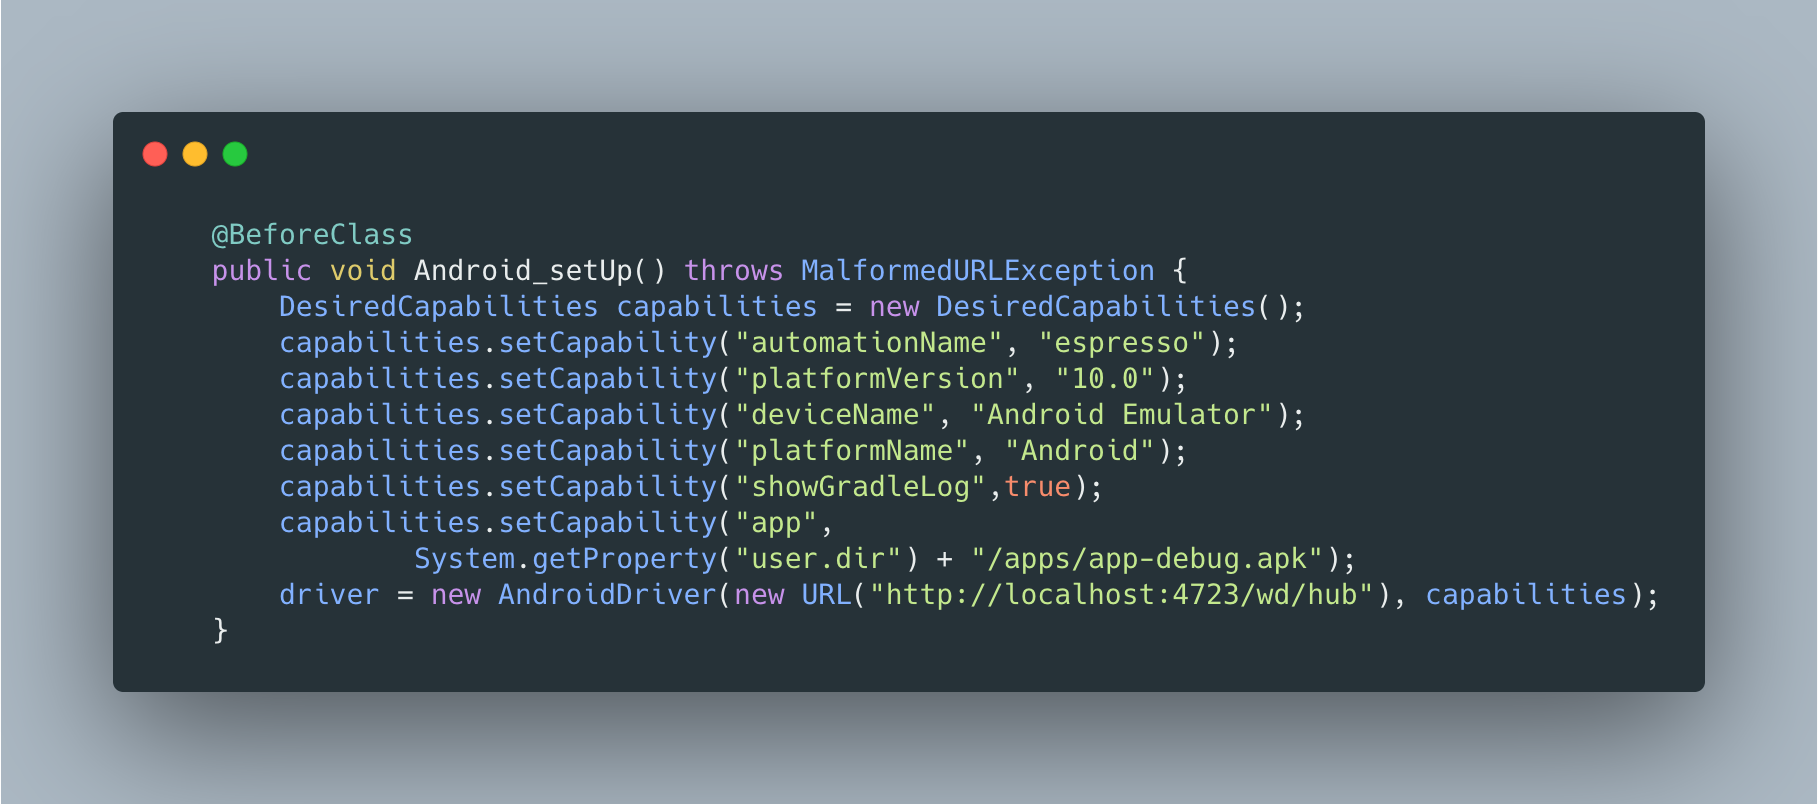 @BeforeClass
public void Android_setUp() throws MalformedURLException {
    DesiredCapabilities capabilities = new DesiredCapabilities();
    capabilities.setCapability("automationName", "espresso");
    capabilities.setCapability("platformVersion", "10.0");
    capabilities.setCapability("deviceName", "Android Emulator");
    capabilities.setCapability("platformName", "Android");
    capabilities.setCapability("showGradleLog",true);
    capabilities.setCapability("app",
            System.getProperty("user.dir") + "/apps/app-debug.apk");
    driver = new AndroidDriver(new URL("http://localhost:4723/wd/hub"), capabilities);
}